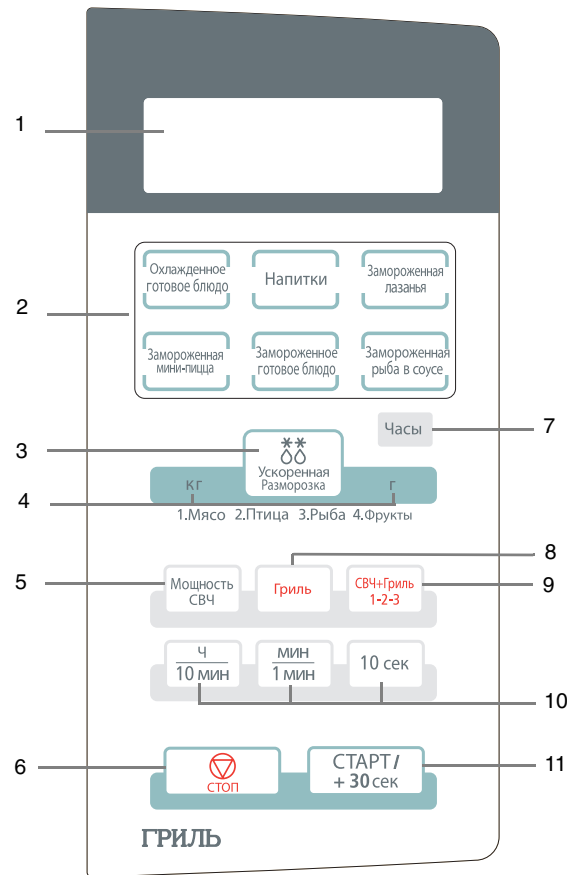 1
2
Охлажденное
готовое блюдо
Напитки
Замороженная
лазанья
Замороженная
мини-пицца
Замороженное
готовое блюдо
Замороженная
рыба в соусе
7
Часы
3
Ускоренная
Разморозка
4
кг
г
1.Мясо 2.Птица 3.Рыба 4.Фрукты
8
5
Мощность
СВЧ
Гриль
СВЧ+Гриль
1-2-3
9
ч
10 мин
мин
1 мин
10 сек
10
6
СТОП
СТАРТ/
+ 30 сек
11
ГРИЛЬ